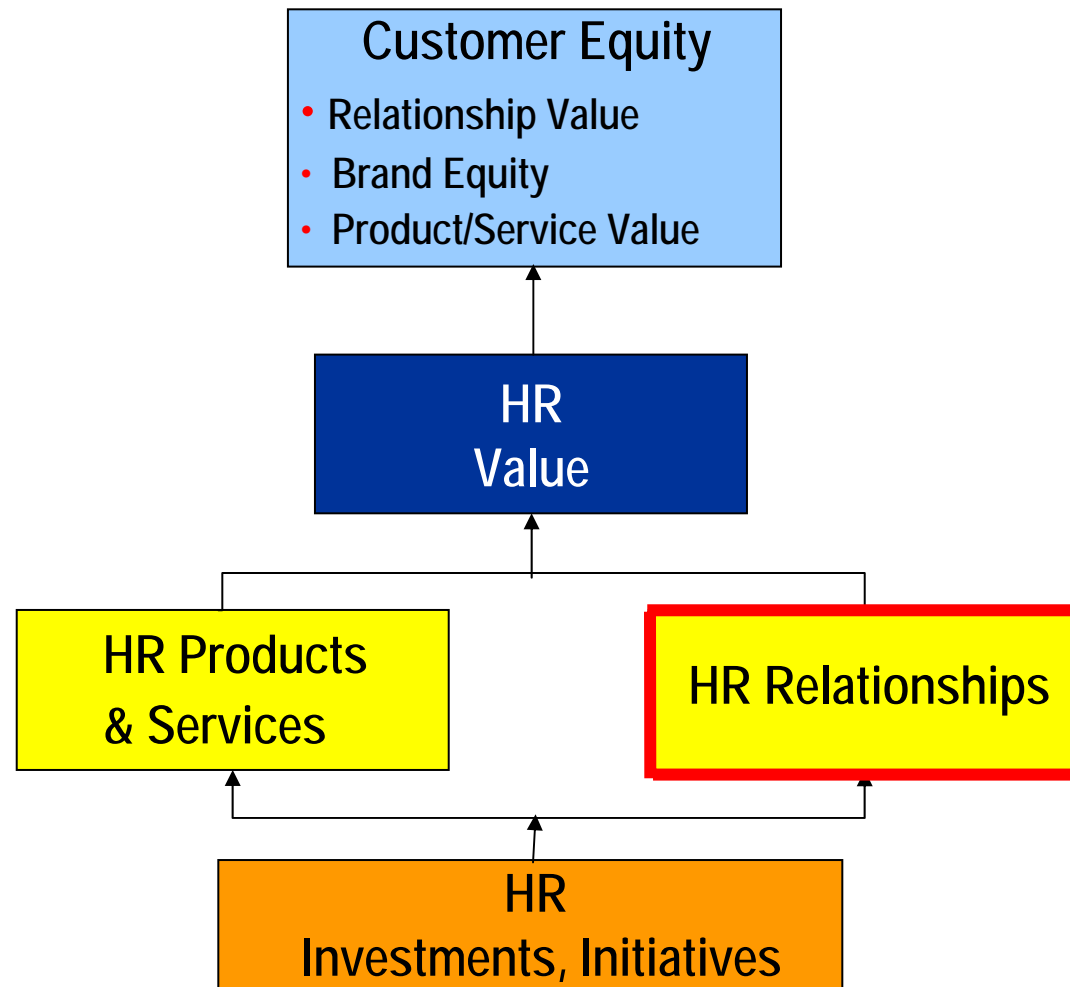 Customer Equity
• Relationship Value
• Brand Equity
• Product/Service Value
HR
Value
HR Products
& Services
HR Relationships
HR
Investments, Initiatives